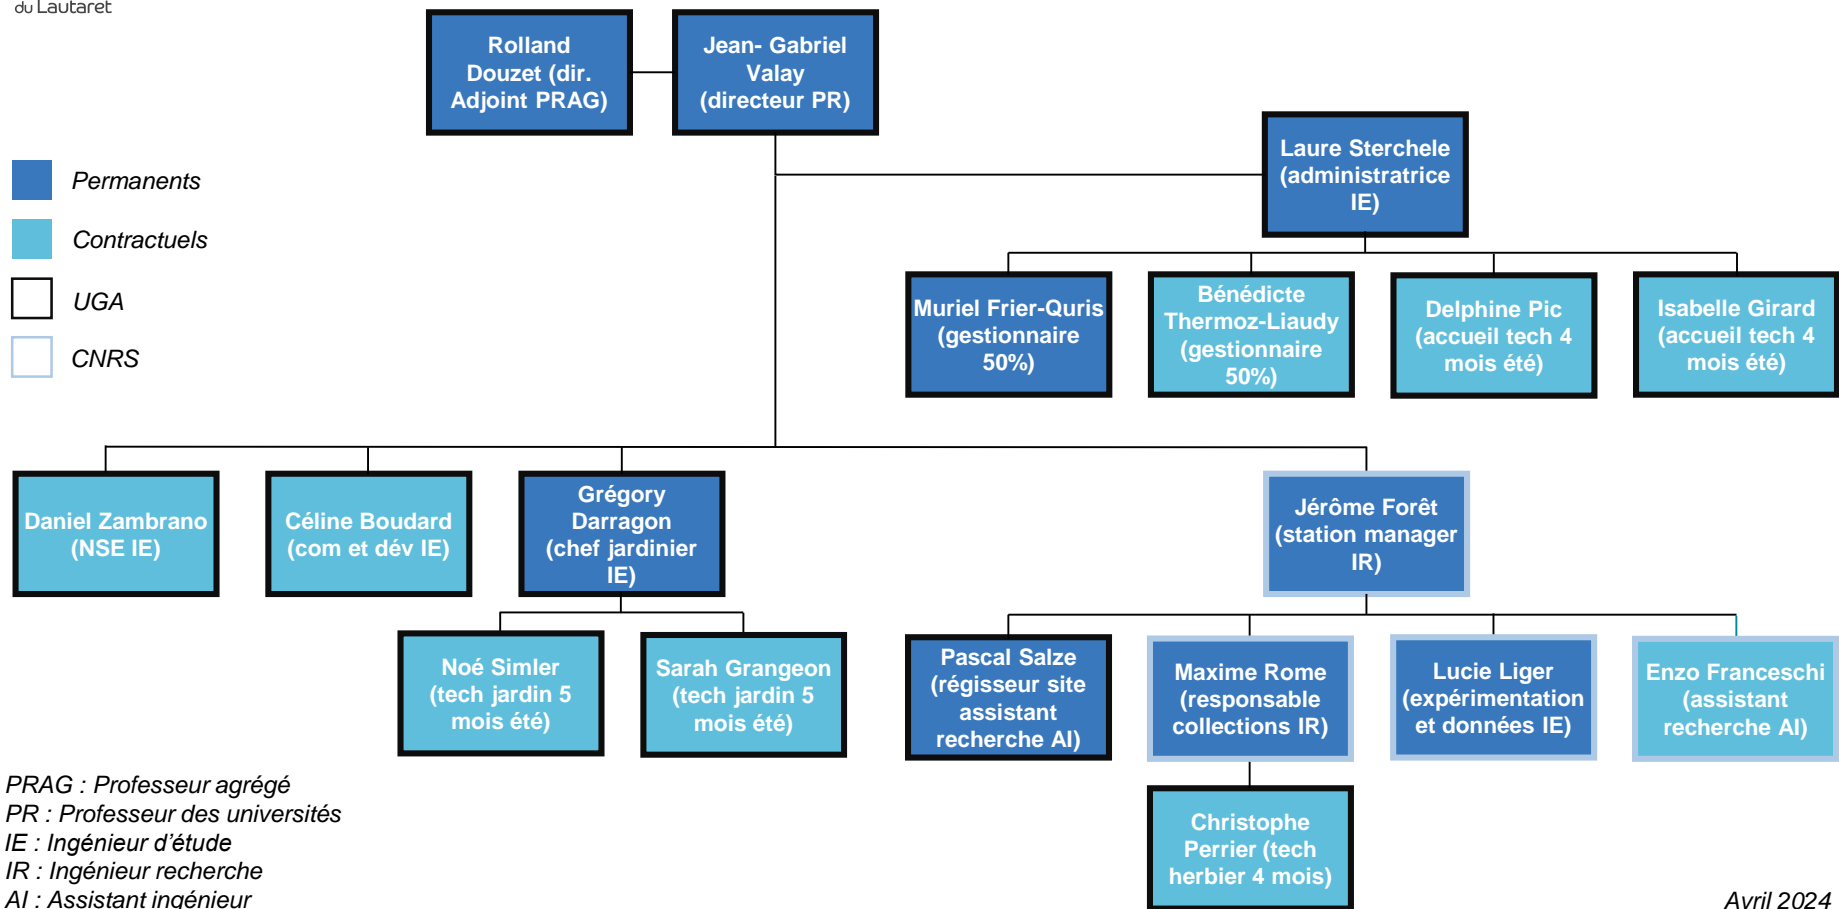 du Lautaret
Rolland
Douzet (dir.
Adjoint PRAG)
Jean- Gabriel
Valay
(directeur PR)
Laure Sterchele
(administratrice
IE)
Permanents
Contractuels
UGA
CNRS
Muriel Frier-Quris
(gestionnaire
50%)
Bénédicte
Thermoz-Liaudy
(gestionnaire
50%)
Delphine Pic
(accueil tech 4
mois été)
Isabelle Girard
(accueil tech 4
mois été)
Daniel Zambrano
(NSE IE)
Céline Boudard
(com et dév IE)
Grégory
Darragon
(chef jardinier
IE)
Jérôme Forêt
(station manager
IR)
Noé Simler
(tech jardin 5
mois été)
Sarah Grangeon
(tech jardin 5
mois été)
Pascal Salze
(régisseur site
assistant
recherche AI)
Maxime Rome
(responsable
collections IR)
Lucie Liger
(expérimentation
et données IE)
Enzo Franceschi
(assistant
recherche AI)
Christophe
Perrier (tech
herbier 4 mois)
PRAG : Professeur agrégé
PR : Professeur des universités
IE : Ingénieur d'étude
IR : Ingénieur recherche
AI : Assistant ingénieur
Avril 2024